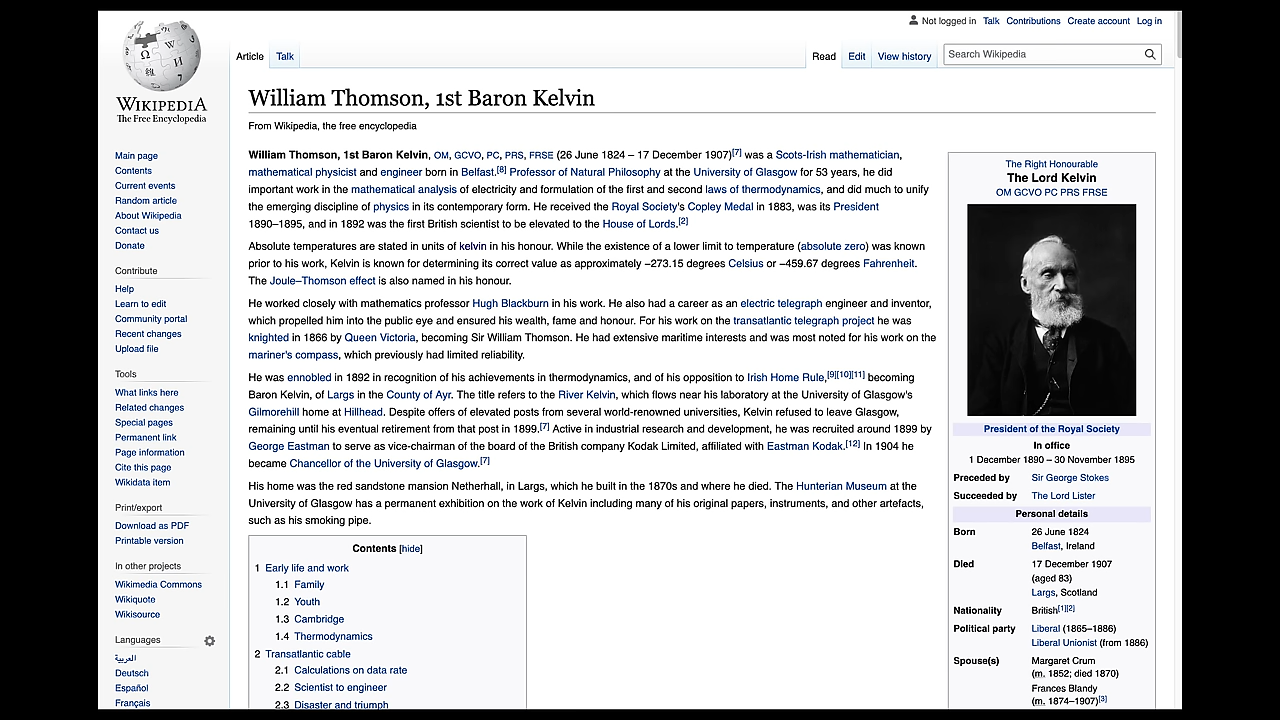 Not logged in Talk Contributions Create account Log in
Article Talk Read Edit View history Search Wikipedia
WIKIPEDIA
The Free Encyclopedia
Main page
Contents
Current events
Random article
About Wikipedia
Contact us
Donate
Contribute
Help
Learn to edit
Community portal
Recent changes
Upload file
Tools
What links here
Related changes
Special pages
Permanent link
Page information
Cite this page
Wikidata item
Print/export
Download as PDF
Printable version
In other projects
Wikimedia Commons
Wikiquote
Wikisource
Languages
العربية
Deutsch
Español
Français
William Thomson, 1st Baron Kelvin
From Wikipedia, the free encyclopedia
William Thomson, 1st Baron Kelvin, OM, GCVO, PC, PRS, FRSE (26 June 1824 – 17 December 1907)[7] was a Scots-Irish mathematician,
mathematical physicist and engineer born in Belfast.[8] Professor of Natural Philosophy at the University of Glasgow for 53 years, he did
important work in the mathematical analysis of electricity and formulation of the first and second laws of thermodynamics, and did much to unify
the emerging discipline of physics in its contemporary form. He received the Royal Society's Copley Medal in 1883, was its President
1890–1895, and in 1892 was the first British scientist to be elevated to the House of Lords.[2]
Absolute temperatures are stated in units of kelvin in his honour. While the existence of a lower limit to temperature (absolute zero) was known
prior to his work, Kelvin is known for determining its correct value as approximately −273.15 degrees Celsius or −459.67 degrees Fahrenheit.
The Joule–Thomson effect is also named in his honour.
He worked closely with mathematics professor Hugh Blackburn in his work. He also had a career as an electric telegraph engineer and inventor,
which propelled him into the public eye and ensured his wealth, fame and honour. For his work on the transatlantic telegraph project he was
knighted in 1866 by Queen Victoria, becoming Sir William Thomson. He had extensive maritime interests and was most noted for his work on the
mariner's compass, which previously had limited reliability.
He was ennobled in 1892 in recognition of his achievements in thermodynamics, and of his opposition to Irish Home Rule,[9][10][11] becoming
Baron Kelvin, of Largs in the County of Ayr. The title refers to the River Kelvin, which flows near his laboratory at the University of Glasgow's
Gilmorehill home at Hillhead. Despite offers of elevated posts from several world-renowned universities, Kelvin refused to leave Glasgow,
remaining until his eventual retirement from that post in 1899.[7] Active in industrial research and development, he was recruited around 1899 by
George Eastman to serve as vice-chairman of the board of the British company Kodak Limited, affiliated with Eastman Kodak.[12] In 1904 he
became Chancellor of the University of Glasgow.[7]
His home was the red sandstone mansion Netherhall, in Largs, which he built in the 1870s and where he died. The Hunterian Museum at the
University of Glasgow has a permanent exhibition on the work of Kelvin including many of his original papers, instruments, and other artefacts,
such as his smoking pipe.
Contents [hide]
1 Early life and work
1.1 Family
1.2 Youth
1.3 Cambridge
1.4 Thermodynamics
2 Transatlantic cable
2.1 Calculations on data rate
2.2 Scientist to engineer
2.3 Disaster and triumph
The Right Honourable
The Lord Kelvin
OM GCVO PC PRS FRSE
President of the Royal Society
In office
1 December 1890 – 30 November 1895
Preceded by Sir George Stokes
Succeeded by The Lord Lister
Personal details
Born 26 June 1824
Belfast, Ireland
Died 17 December 1907
(aged 83)
Largs, Scotland
Nationality British[1][2]
Political party Liberal (1865–1886)
Liberal Unionist (from 1886)
Spouse(s) Margaret Crum
(m. 1852; died 1870)
Frances Blandy
(m. 1874–1907)[3]